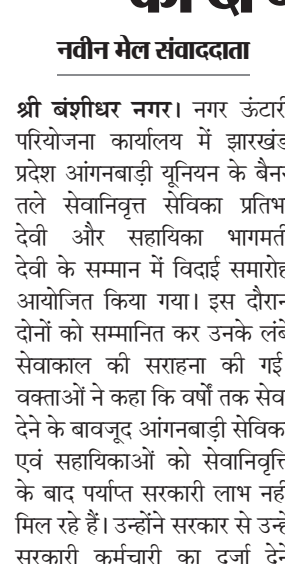 नवीन मेल संवाददाता
श्री बंशीधर नगर। नगर ऊंटारी
परियोजना कार्यालय में झारखंड
प्रदेश आंगनबाड़ी यूनियन के बैनर
तले सेवानिवृत्त सेविका प्रतिभ
देवी और सहायिका भागमती
देवी के सम्मान में विदाई समारोह
आयोजित किया गया। इस दौरान
दोनों को सम्मानित कर उनके लंबे
सेवाकाल की सराहना की गई
वक्ताओं ने कहा कि वर्षों तक सेव
देने के बावजूद आंगनबाड़ी सेविक
एवं सहायिकाओं को सेवानिवृत्ति
के बाद पर्याप्त सरकारी लाभ नही
मिल रहे हैं। उन्होंने सरकार से उन्हे
सरकारी कर्मचारी का दर्जा देने